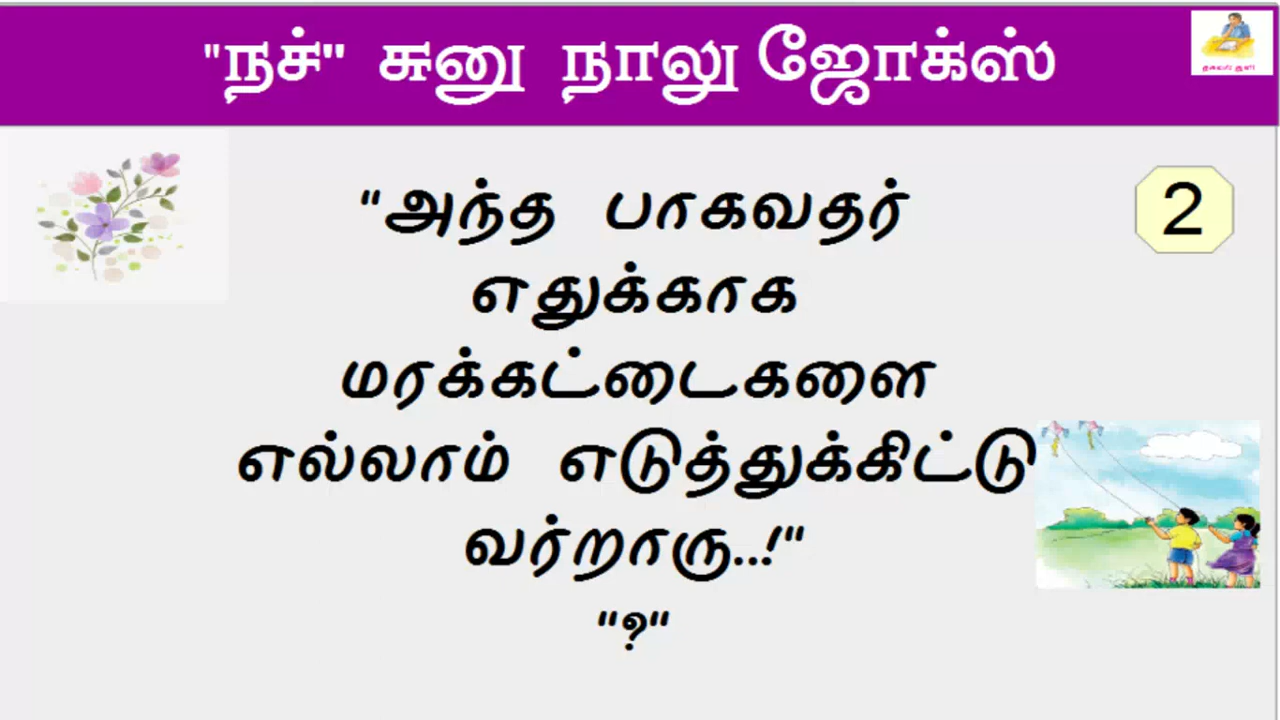 "நச்" சுனு நாலு ஜோக்ஸ்
"அந்த பாகவதர்
2
எதுக்காக
மரக்கட்டைகளை
எல்லாம் எடுத்துக்கிட்டு
வர்றாரு..!"
"?"